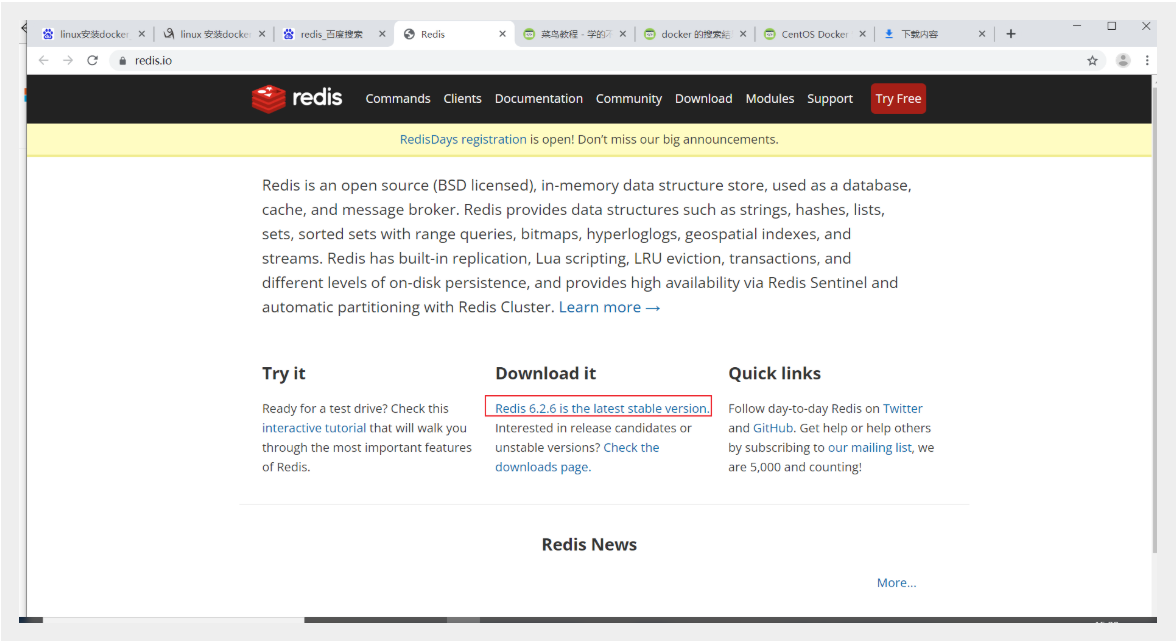 linux安装docker
linux 安装docke
redis_百度搜索
Redis
菜鸟教程 - 学的不
docker 的搜索結
CentOS Docker
下载内容
redis.io
redis Commands Clients Documentation Community Download Modules Support Try Free
RedisDays registration is open! Don't miss our big announcements.
Redis is an open source (BSD licensed), in-memory data structure store, used as a database,
cache, and message broker. Redis provides data structures such as strings, hashes, lists,
sets, sorted sets with range queries, bitmaps, hyperloglogs, geospatial indexes, and
streams. Redis has built-in replication, Lua scripting, LRU eviction, transactions, and
different levels of on-disk persistence, and provides high availability via Redis Sentinel and
automatic partitioning with Redis Cluster. Learn more →
Try it
Ready for a test drive? Check this
interactive tutorial that will walk you
through the most important features
of Redis.
Download it
Redis 6.2.6 is the latest stable version.
Interested in release candidates or
unstable versions? Check the
downloads page.
Quick links
Follow day-to-day Redis on Twitter
and GitHub. Get help or help others
by subscribing to our mailing list, we
are 5,000 and counting!
Redis News
More...